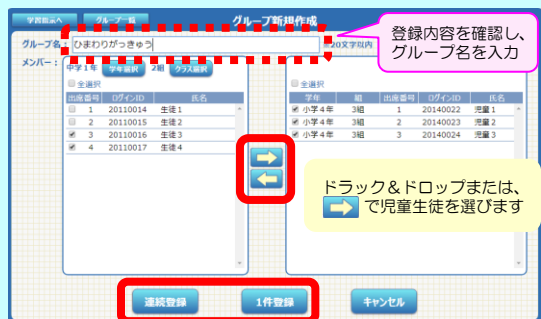 学習履歴へ グループ一覧 グループ新規作成
登録内容を確認し、
グループ名を入力
グループ名： ひまわりがっきゅう ※20文字以内
メンバー： 中学１年 学年選択 2組 クラス選択
全選択 全選択
出席番号 ログインID 氏名 学年 組 出席番号 ログインID 氏名
1 20110014 生徒１ 小学４年 3組 1 20140022 児童１
2 20110015 生徒２ 小学４年 3組 2 20140023 児童２
3 20110016 生徒３ 小学４年 3組 3 20140024 児童３
4 20110017 生徒４
ドラック＆ドロップまたは、
で児童生徒を選びます
連続登録 1件登録 キャンセル